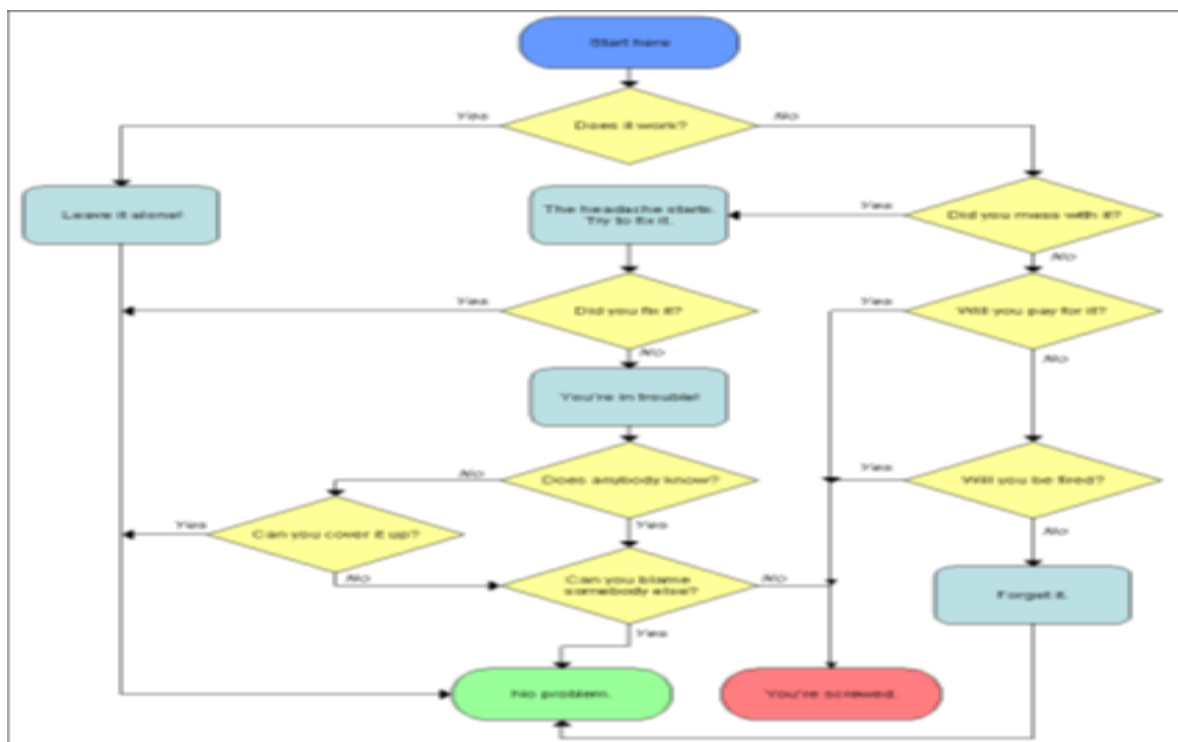 Start here
Does it work?
Yes
No
Leave it alone!
The headache starts.
Try to fix it.
Yes
Did you mess with it?
No
Yes
Did you fix it?
Yes
Will you pay for it?
No
No
You're in trouble!
No
Does anybody know?
Yes
Will you be fired?
Yes
Can you cover it up?
Yes
No
No
Can you blame
somebody else?
No
Forget it.
Yes
No problem.
You're screwed.